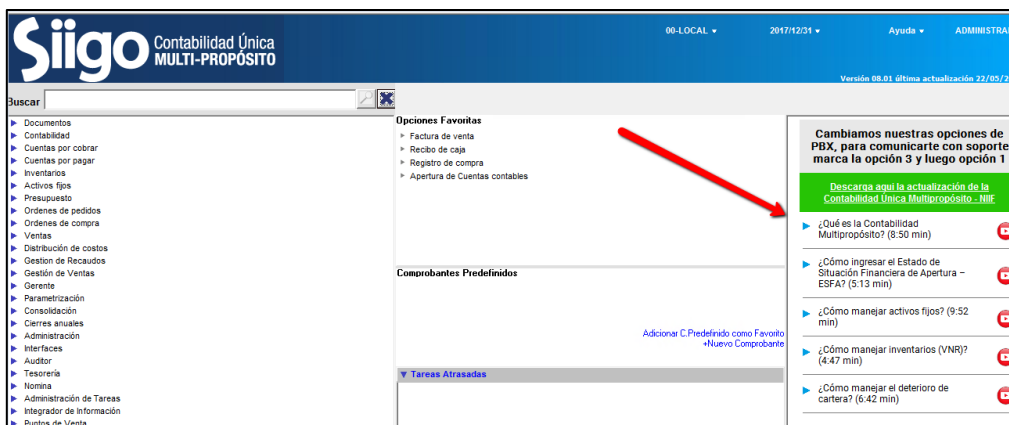 Siigo Contabilidad Única
MULTI-PROPÓSITO
00-LOCAL
2017/12/31
Ayuda
Versión 08.01 última actualización 22/05/2
Buscar
Documentos
Contabilidad
Cuentas por cobrar
Cuentas por pagar
Inventarios
Activos fijos
Presupuesto
Ordenes de pedidos
Ordenes de compra
Ventas
Distribución de costos
Gestion de Recaudos
Gestión de Ventas
Gerente
Parametrización
Consolidación
Cierres anuales
Administración
Interfaces
Auditor
Tesorería
Nomina
Administración de Tareas
Integrador de Información
Puntos de Venta
Opciones Favoritas
Factura de venta
Recibo de caja
Registro de compra
Apertura de Cuentas contables
Comprobantes Predefinidos
Adicionar C.Predefinido como Favorito
+Nuevo Comprobante
Tareas Atrasadas
Cambiamos nuestras opciones de
PBX, para comunicarte con soporte
marca la opción 3 y luego opción 1
Descarga aqui la actualización de la
Contabilidad Única Multipropósito - NIIF
¿Qué es la Contabilidad
Multipropósito? (8:50 min)
¿Cómo ingresar el Estado de
Situación Financiera de Apertura –
ESFA? (5:13 min)
¿Cómo manejar activos fijos? (9:52
min)
¿Cómo manejar inventarios (VNR)?
(4:47 min)
¿Cómo manejar el deterioro de
cartera? (6:42 min)